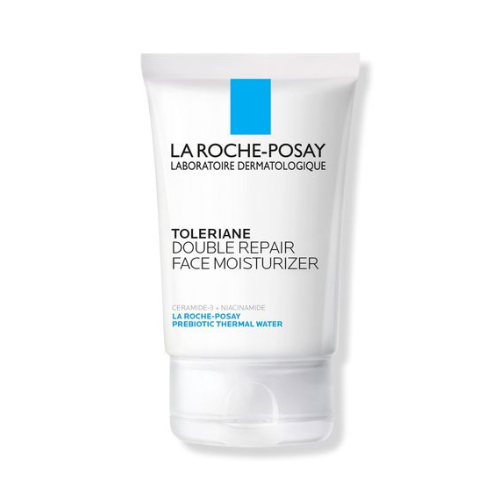 LA ROCHE-POSAY
LABORATOIRE DERMATOLOGIQUE
TOLERIANE
DOUBLE REPAIR
FACE MOISTURIZER
CERAMIDE-3 + NIACINAMIDE
LA ROCHE-POSAY
PREBIOTIC THERMAL WATER